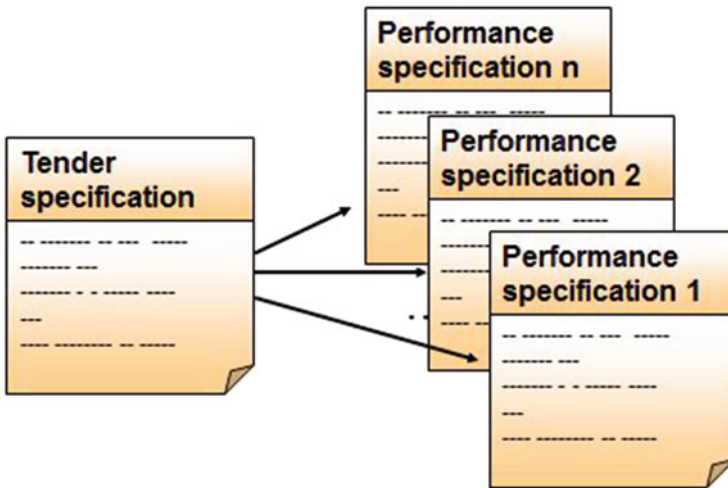 Performance
specification n
Tender
specification
Performance
specification 2
Performance
specification 1